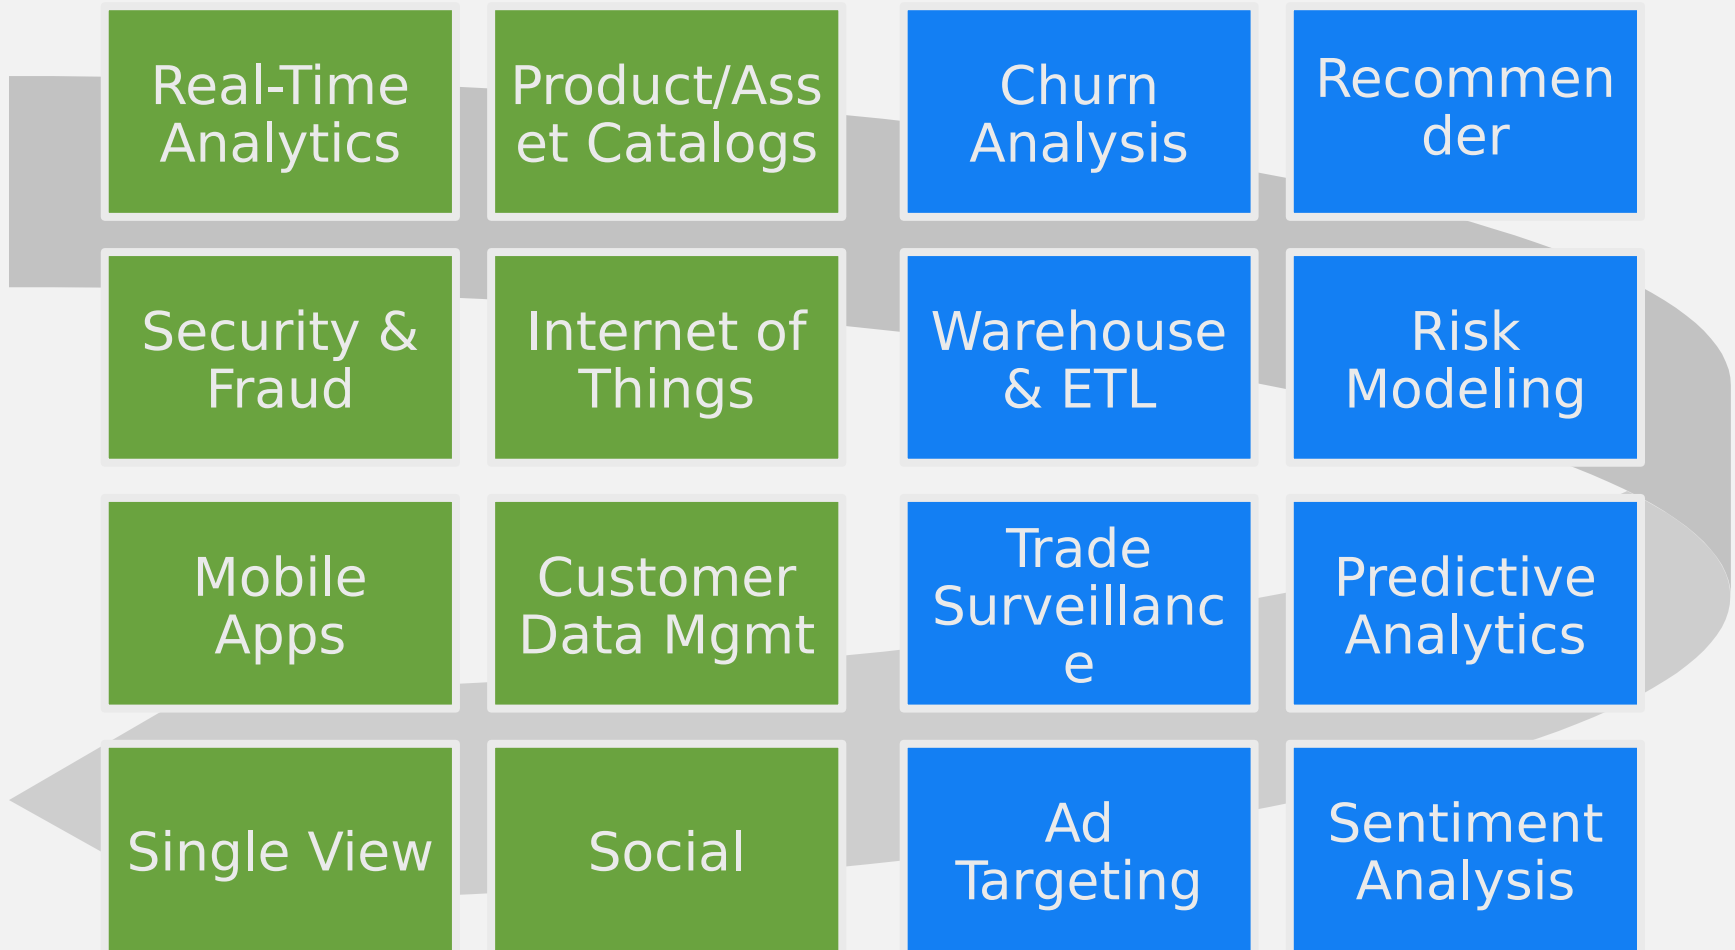 Real-Time
Analytics
Product/Ass
et Catalogs
Churn
Analysis
Recommen
der
Security &
Fraud
Internet of
Things
Warehouse
& ETL
Risk
Modeling
Mobile
Apps
Customer
Data Mgmt
Trade
Surveillanc
e
Predictive
Analytics
Single View
Social
Ad
Targeting
Sentiment
Analysis